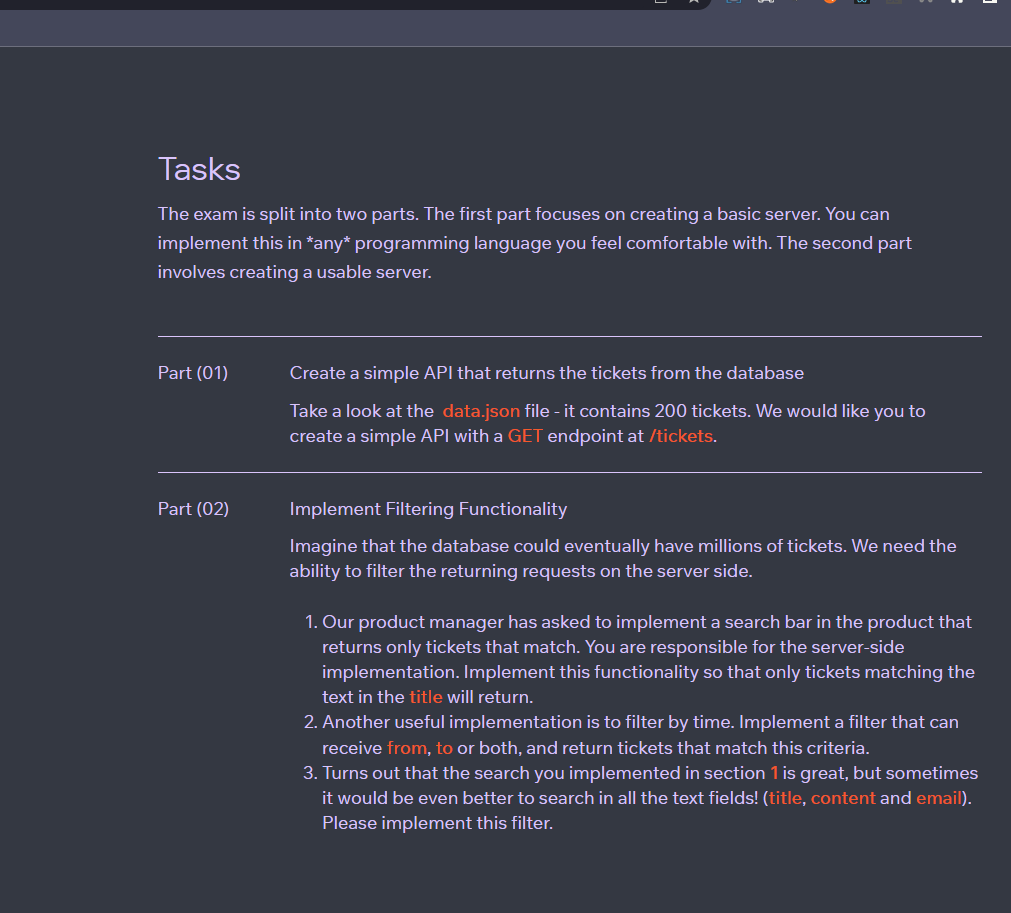 Tasks
The exam is split into two parts. The first part focuses on creating a basic server. You can
implement this in *any* programming language you feel comfortable with. The second part
involves creating a usable server.
Part (01)
Create a simple API that returns the tickets from the database
Take a look at the data.json file - it contains 200 tickets. We would like you to
create a simple API with a GET endpoint at /tickets.
Part (02)
Implement Filtering Functionality
Imagine that the database could eventually have millions of tickets. We need the
ability to filter the returning requests on the server side.
1. Our product manager has asked to implement a search bar in the product that
returns only tickets that match. You are responsible for the server-side
implementation. Implement this functionality so that only tickets matching the
text in the title will return.
2. Another useful implementation is to filter by time. Implement a filter that can
receive from, to or both, and return tickets that match this criteria.
3. Turns out that the search you implemented in section 1 is great, but sometimes
it would be even better to search in all the text fields! (title, content and email).
Please implement this filter.